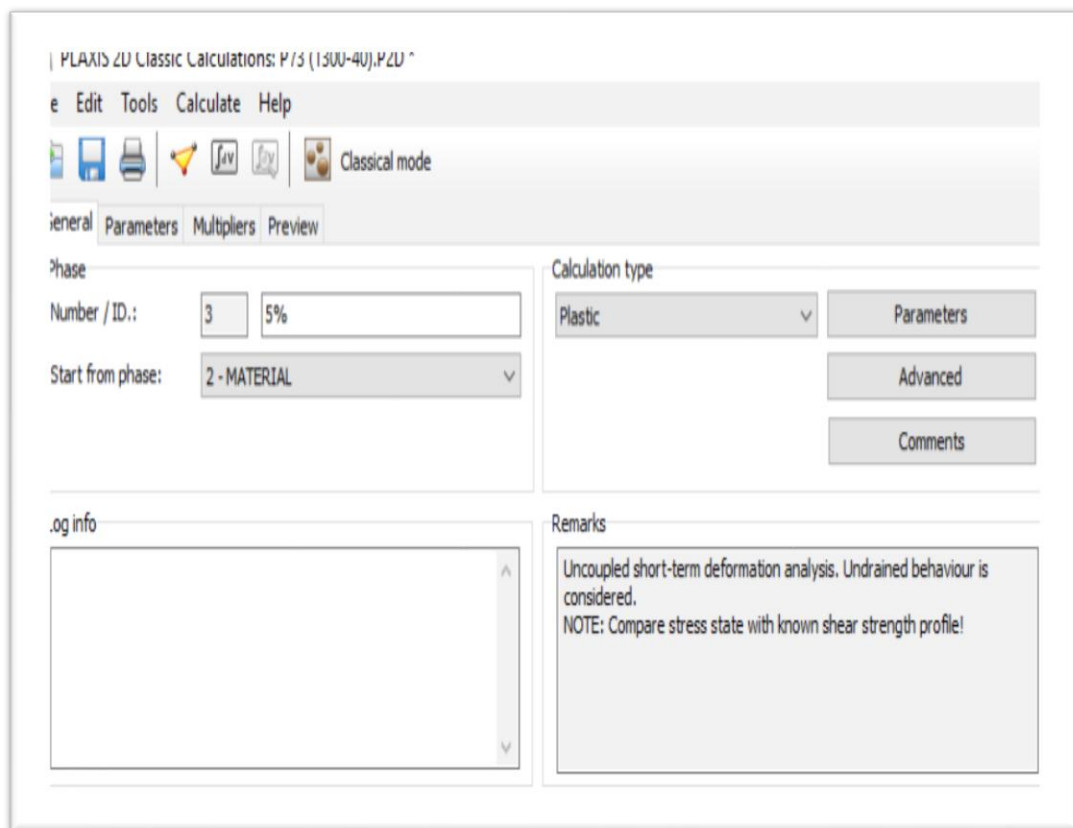 PLAXIS 2D Classic Calculations: P73 (1300-40).P2D *
e Edit Tools Calculate Help
Classical mode
General Parameters Multipliers Preview
Phase
Number / ID.: 3 5%
Start from phase: 2 - MATERIAL
Calculation type
Plastic
Parameters
Advanced
Comments
Log info
Remarks
Uncoupled short-term deformation analysis. Undrained behaviour is
considered.
NOTE: Compare stress state with known shear strength profile!